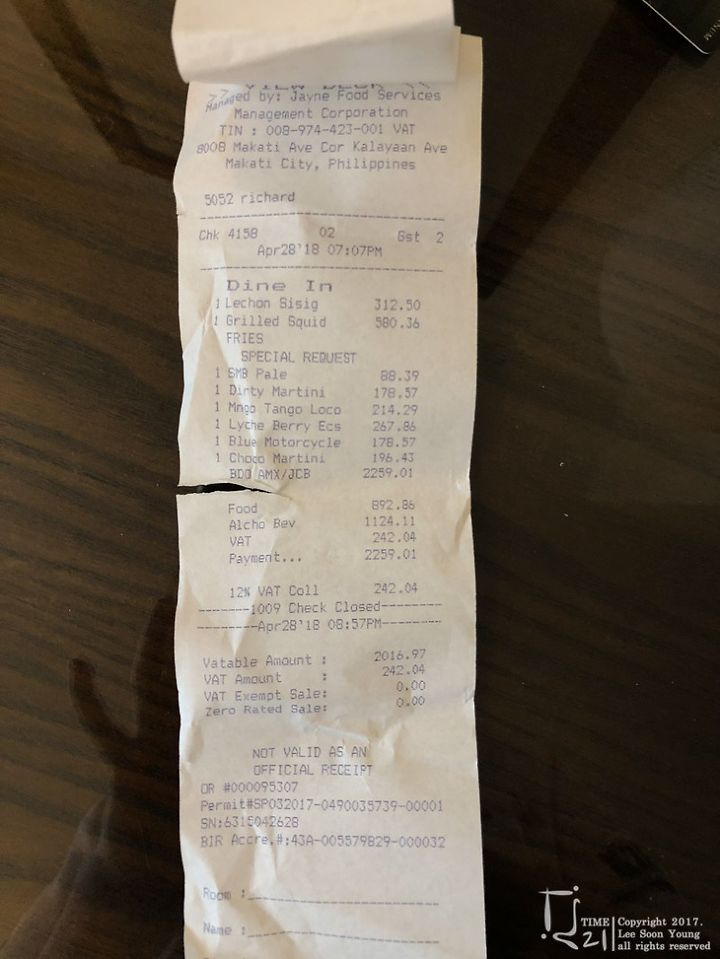 >> VIEW DECK <<
Managed by: Jayne Food Services
Management Corporation
TIN : 008-974-423-001 VAT
8008 Makati Ave Cor Kalayaan Ave
Makati City, Philippines
5052 richard
Chk 4158 02 Gst 2
Apr28'18 07:07PM
Dine In
1 Lechon Sisig 312.50
1 Grilled Squid 580.36
FRIES
SPECIAL REQUEST
1 SMB Pale 88.39
1 Dirty Martini 178.57
1 Mngo Tango Loco 214.29
1 Lyche Berry Ecs 267.86
1 Blue Motorcycle 178.57
1 Choco Martini 196.43
BDO AMX/JCB 2259.01
Food 892.86
Alcho Bev 1124.11
VAT 242.04
Payment... 2259.01
12% VAT Coll 242.04
-------1009 Check Closed--------
--------Apr28'18 08:57PM--------
Vatable Amount : 2016.97
VAT Amount : 242.04
VAT Exempt Sale: 0.00
Zero Rated Sale: 0.00
NOT VALID AS AN
OFFICIAL RECEIPT
OR #000095307
Permit#SP032017-0490035739-00001
SN:6315042628
BIR Accre.#:43A-005579829-000032
Room :
Name :
TIME 21
Copyright 2017.
Lee Soon Young
all rights reserved